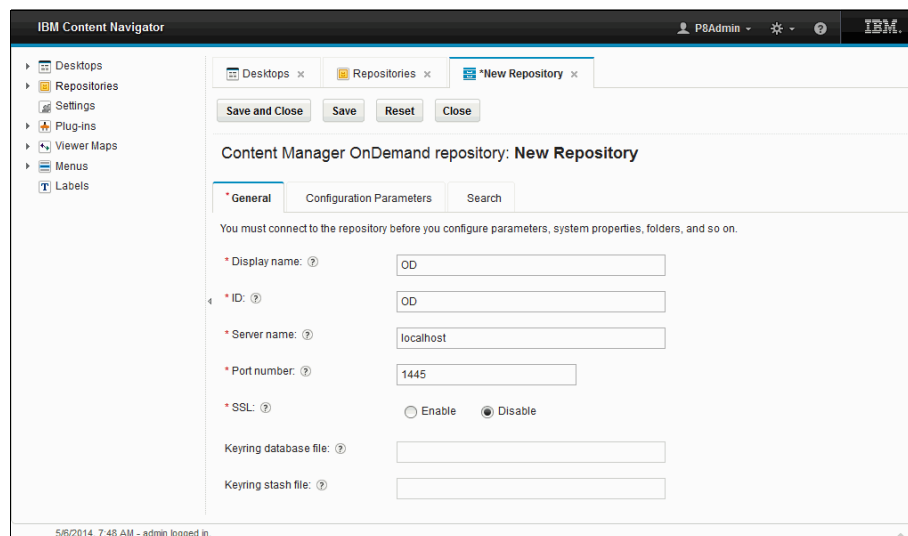 IBM Content Navigator
P8Admin
?
IBM.
Desktops
Repositories
Settings
Plug-ins
Viewer Maps
Menus
T Labels
Desktops x
Repositories x
*New Repository x
Save and Close Save Reset Close
Content Manager OnDemand repository: New Repository
* General Configuration Parameters Search
You must connect to the repository before you configure parameters, system properties, folders, and so on.
* Display name: ? OD
* ID: ? OD
* Server name: ? localhost
* Port number: ? 1445
* SSL: ? Enable Disable
Keyring database file: ?
Keyring stash file: ?
5/6/2014, 7:48 AM - admin logged in.